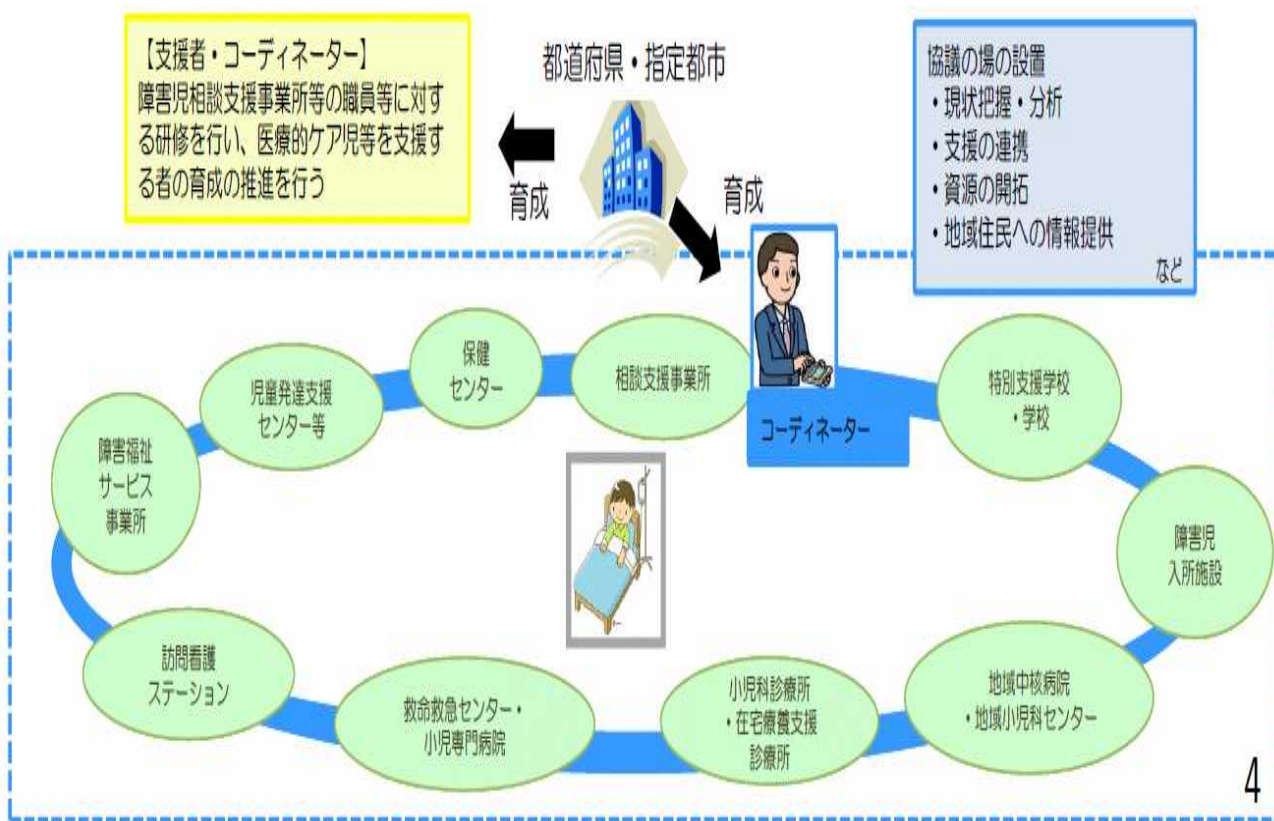 【支援者・コーディネーター】
障害児相談支援事業所等の職員等に対す
る研修を行い、医療的ケア児等を支援す
る者の育成の推進を行う
都道府県・指定都市
育成
育成
協議の場の設置
・現状把握・分析
・支援の連携
・資源の開拓
・地域住民への情報提供
など
保健
センター
相談支援事業所
コーディネーター
特別支援学校
・学校
児童発達支援
センター等
障害福祉
サービス
事業所
障害児
入所施設
訪問看護
ステーション
救命救急センター・
小児専門病院
小児科診療所
・在宅療養支援
診療所
地域中核病院
・地域小児科センター
4